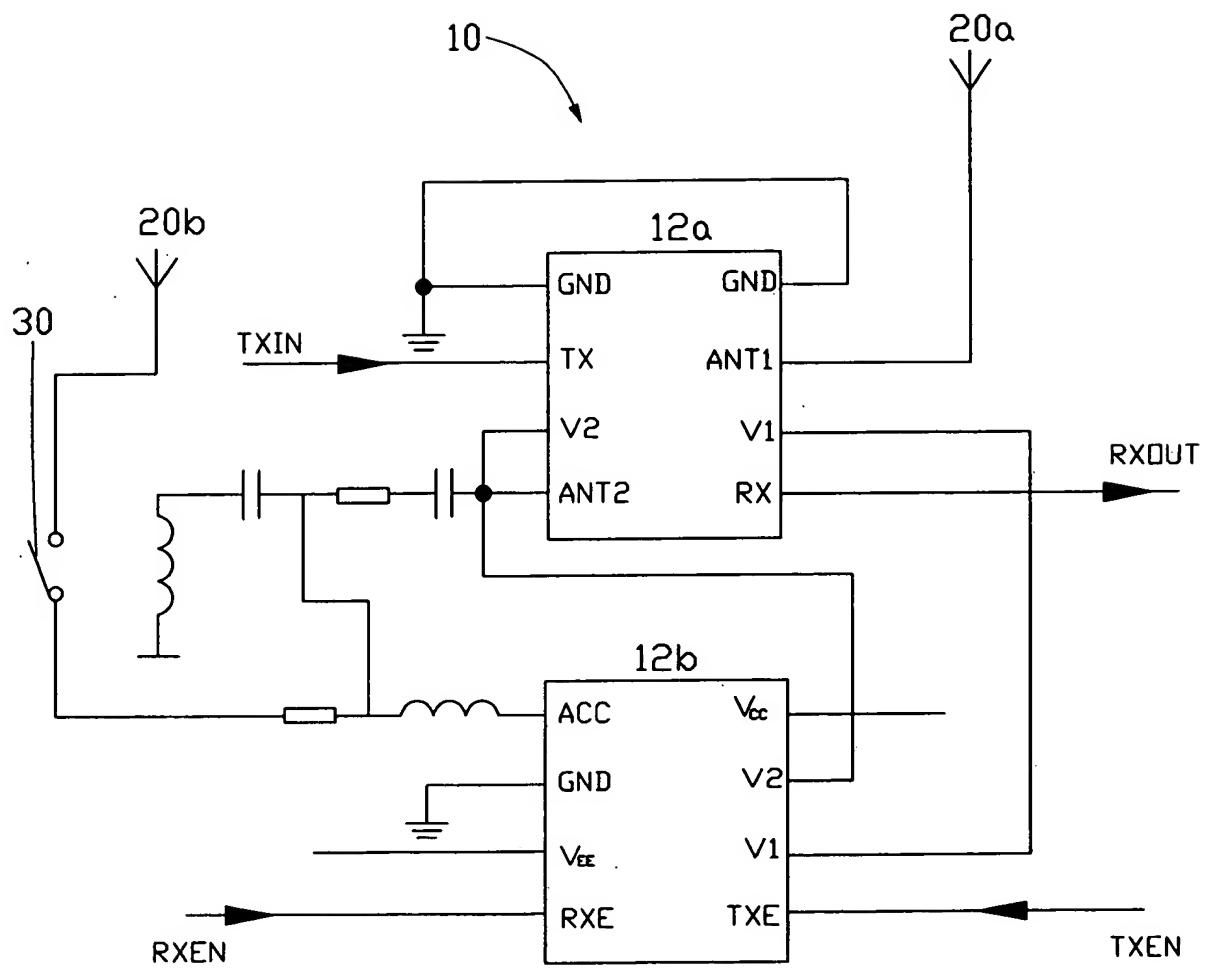 10
20a
20b
12a
30
GND
GND
TXIN
TX
ANT1
V2
V1
RXOUT
ANT2
RX
12b
ACC
Vcc
GND
V2
VEE
V1
RXE
TXE
RXEN
TXEN